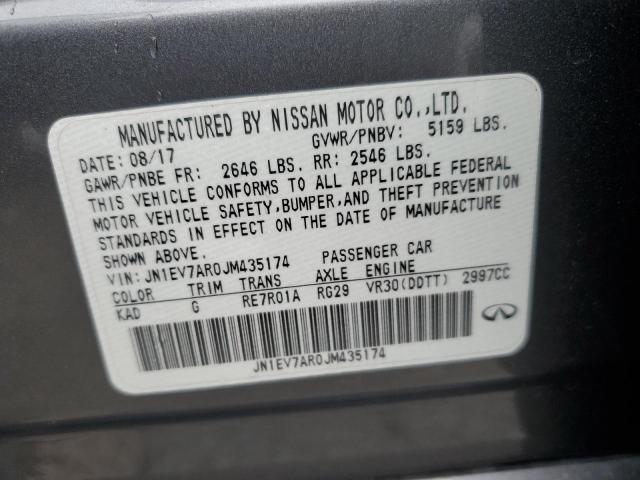 MANUFACTURED BY NISSAN MOTOR CO.,LTD.
DATE: 08/17 GVWR/PNBV: 5159 LBS.
GAWR/PNBE FR: 2646 LBS. RR: 2546 LBS.
THIS VEHICLE CONFORMS TO ALL APPLICABLE FEDERAL
MOTOR VEHICLE SAFETY,BUMPER,AND THEFT PREVENTION
STANDARDS IN EFFECT ON THE DATE OF MANUFACTURE
SHOWN ABOVE.
VIN: JN1EV7AR0JM435174 PASSENGER CAR
COLOR TRIM TRANS AXLE ENGINE
KAD G RE7R01A RG29 VR30(DDTT) 2997CC
JN1EV7AR0JM435174